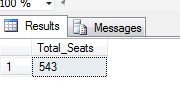 100 %
Results Messages
Total_Seats
1 543